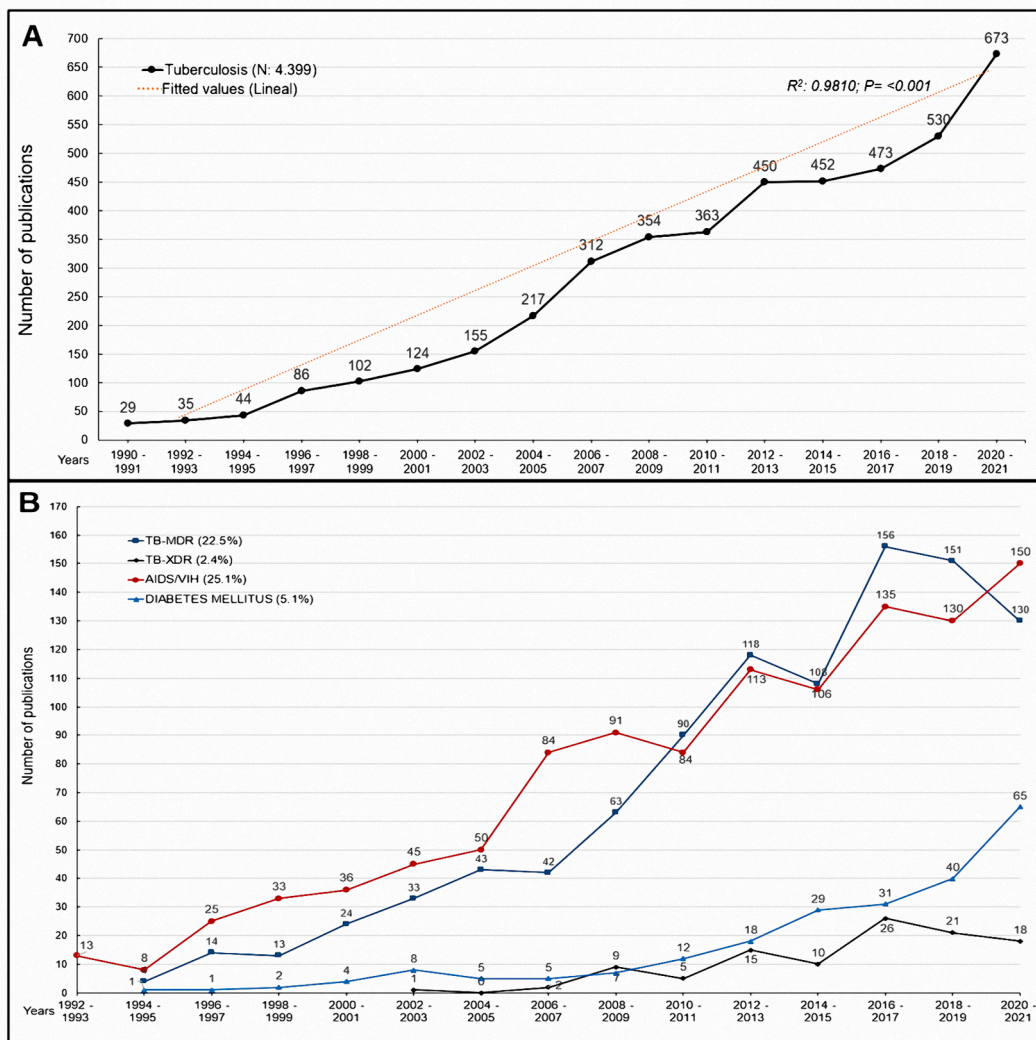 A
700
650
600
550
500
450
400
350
300
250
200
150
100
50
0
Number of publications
Tuberculosis (N: 4.399)
Fitted values (Lineal)
R²: 0.9810; P= <0.001
29
35
44
86
102
124
155
217
312
354
363
450
452
473
530
673
Years
1990 - 1991
1992 - 1993
1994 - 1995
1996 - 1997
1998 - 1999
2000 - 2001
2002 - 2003
2004 - 2005
2006 - 2007
2008 - 2009
2010 - 2011
2012 - 2013
2014 - 2015
2016 - 2017
2018 - 2019
2020 - 2021
B
170
160
150
140
130
120
110
100
90
80
70
60
50
40
30
20
10
0
Number of publications
TB-MDR (22.5%)
TB-XDR (2.4%)
AIDS/VIH (25.1%)
DIABETES MELLITUS (5.1%)
13
8
25
33
36
45
50
84
91
84
113
106
135
130
150
14
13
24
33
43
42
63
90
118
108
156
151
130
1
1
2
4
8
5
5
7
12
18
29
31
40
65
1
0
2
9
5
15
10
26
21
18
Years
1992 - 1993
1994 - 1995
1996 - 1997
1998 - 1999
2000 - 2001
2002 - 2003
2004 - 2005
2006 - 2007
2008 - 2009
2010 - 2011
2012 - 2013
2014 - 2015
2016 - 2017
2018 - 2019
2020 - 2021